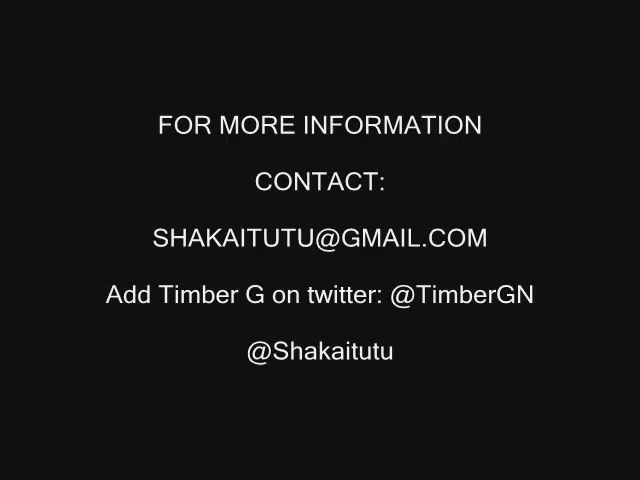 FOR MORE INFORMATION
CONTACT:
SHAKAITUTU@GMAIL.COM
Add Timber G on twitter: @TimberGN
@Shakaitutu